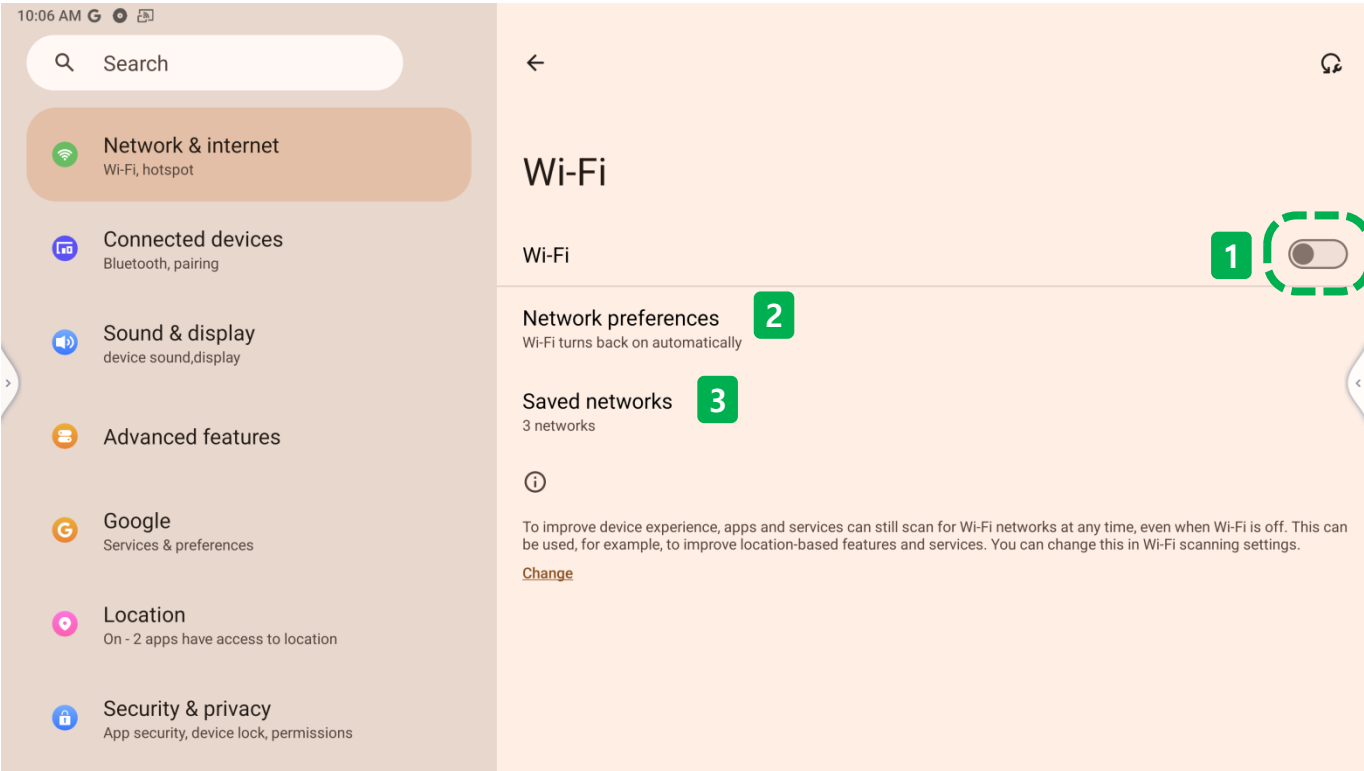 10:06 AM G
Search
Network & internet
Wi-Fi, hotspot
Connected devices
Bluetooth, pairing
Sound & display
device sound,display
Advanced features
G
Google
Services & preferences
Location
On - 2 apps have access to location
Security & privacy
App security, device lock, permissions
Wi-Fi
Wi-Fi
1
Network preferences
2
Wi-Fi turns back on automatically
Saved networks
3
3 networks
To improve device experience, apps and services can still scan for Wi-Fi networks at any time, even when Wi-Fi is off. This can
be used, for example, to improve location-based features and services. You can change this in Wi-Fi scanning settings.
Change